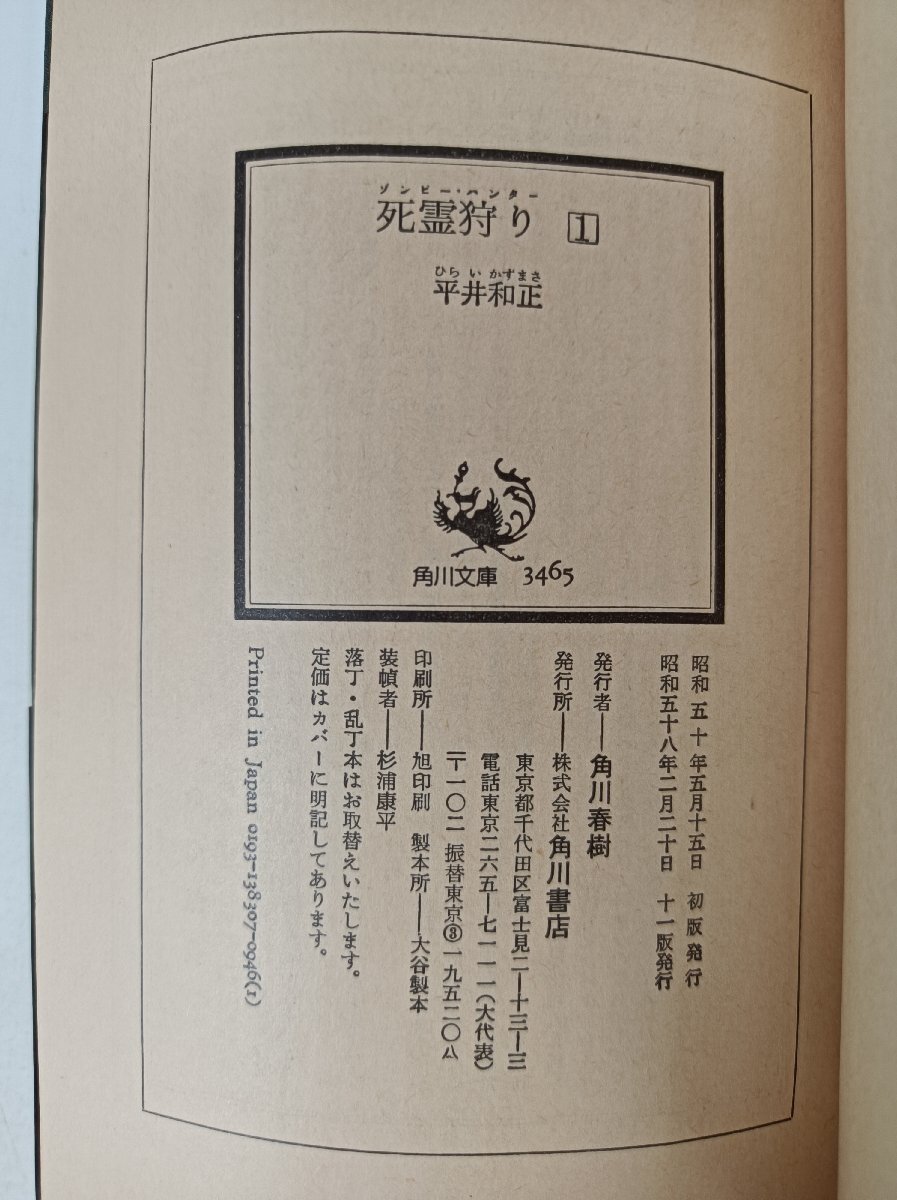 ゾンビー・ハンター
死霊狩り 1
ひらいかずまさ
平井和正
角川文庫 3465
昭和五十年五月十五日 初版発行
昭和五十八年二月二十日 十一版発行
発行者――角川春樹
発行所――株式会社角川書店
東京都千代田区富士見二―十三―三
電話東京二六五―七一一一(大代表)
〒一〇二 振替東京③一九五二〇八
印刷所――旭印刷 製本所――大谷製本
装幀者――杉浦康平
落丁・乱丁本はお取替えいたします。
定価はカバーに明記してあります。
Printed in Japan 0193-138307-0946(1)